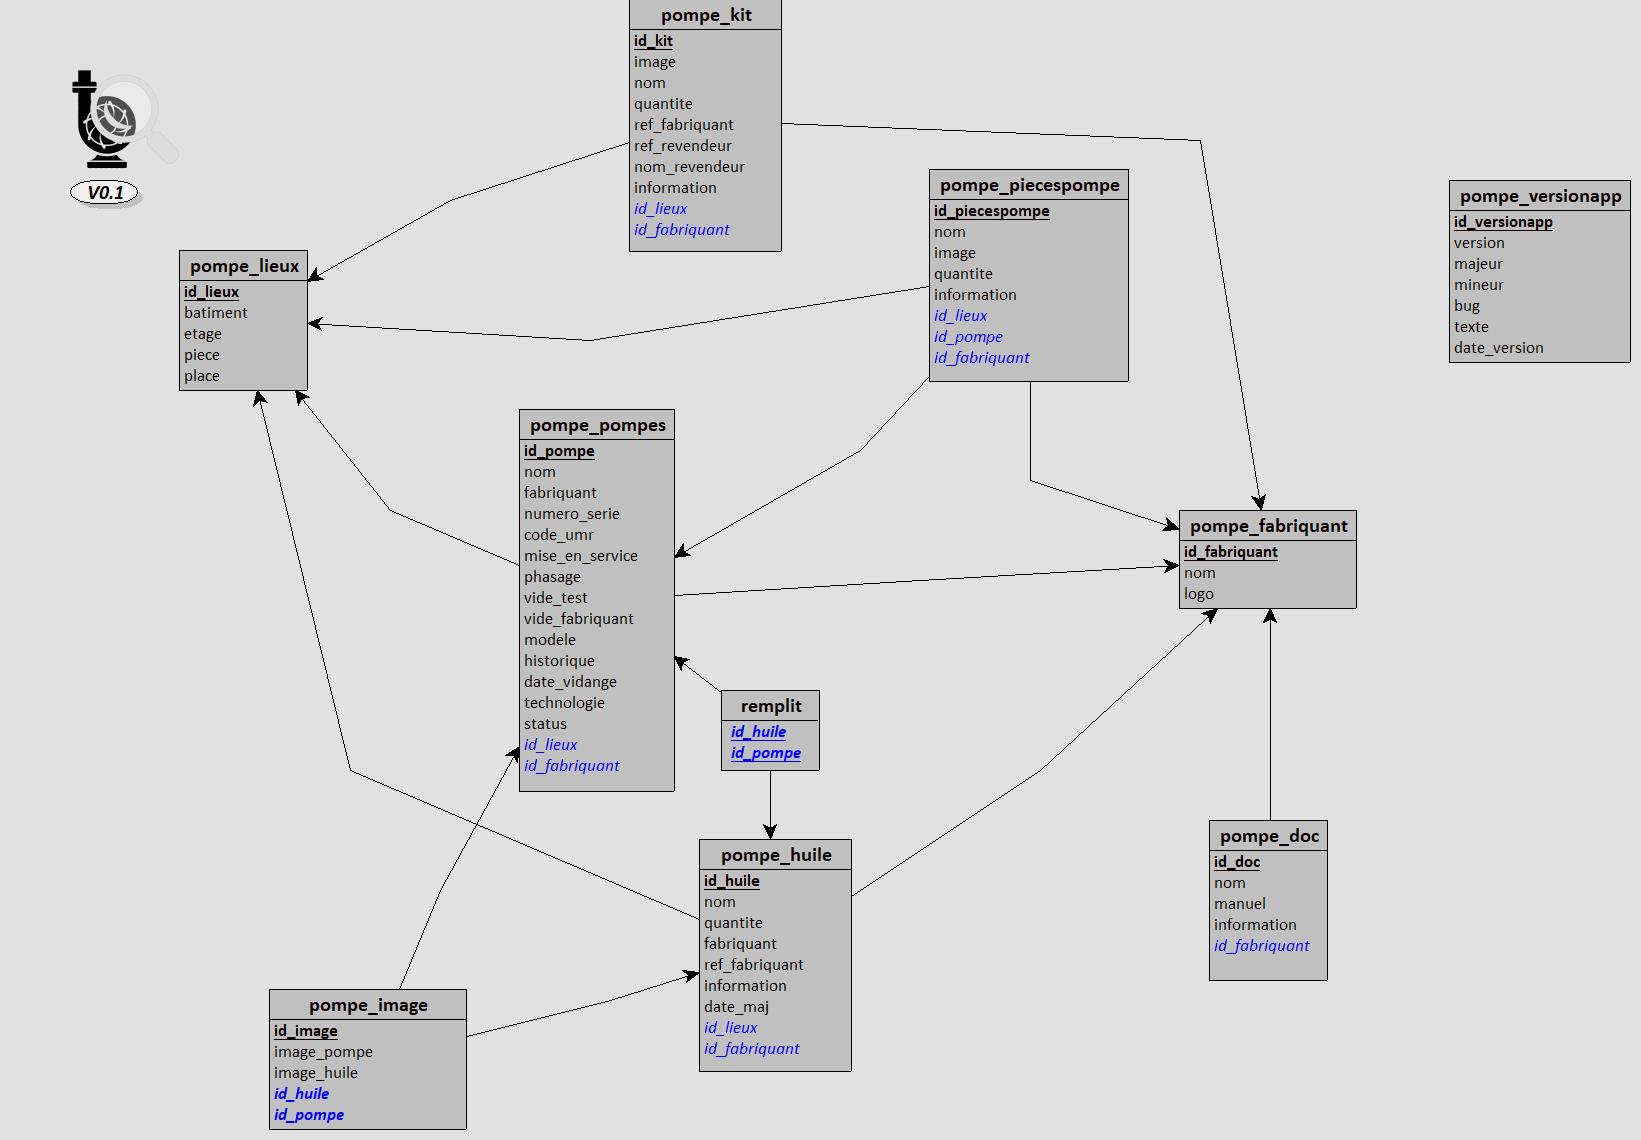 pompe_kit
id_kit
image
nom
quantite
ref_fabriquant
ref_revendeur
nom_revendeur
information
id_lieux
id_fabriquant
V0.1
pompe_piecespompe
id_piecespompe
nom
image
quantite
information
id_lieux
id_pompe
id_fabriquant
pompe_versionapp
id_versionapp
version
majeur
mineur
bug
texte
date_version
pompe_lieux
id_lieux
batiment
etage
piece
place
pompe_pompes
id_pompe
nom
fabriquant
numero_serie
code_umr
mise_en_service
phasage
vide_test
vide_fabriquant
modele
historique
date_vidange
technologie
status
id_lieux
id_fabriquant
pompe_fabriquant
id_fabriquant
nom
logo
remplit
id_huile
id_pompe
pompe_huile
id_huile
nom
quantite
fabriquant
ref_fabriquant
information
date_maj
id_lieux
id_fabriquant
pompe_doc
id_doc
nom
manuel
information
id_fabriquant
pompe_image
id_image
image_pompe
image_huile
id_huile
id_pompe